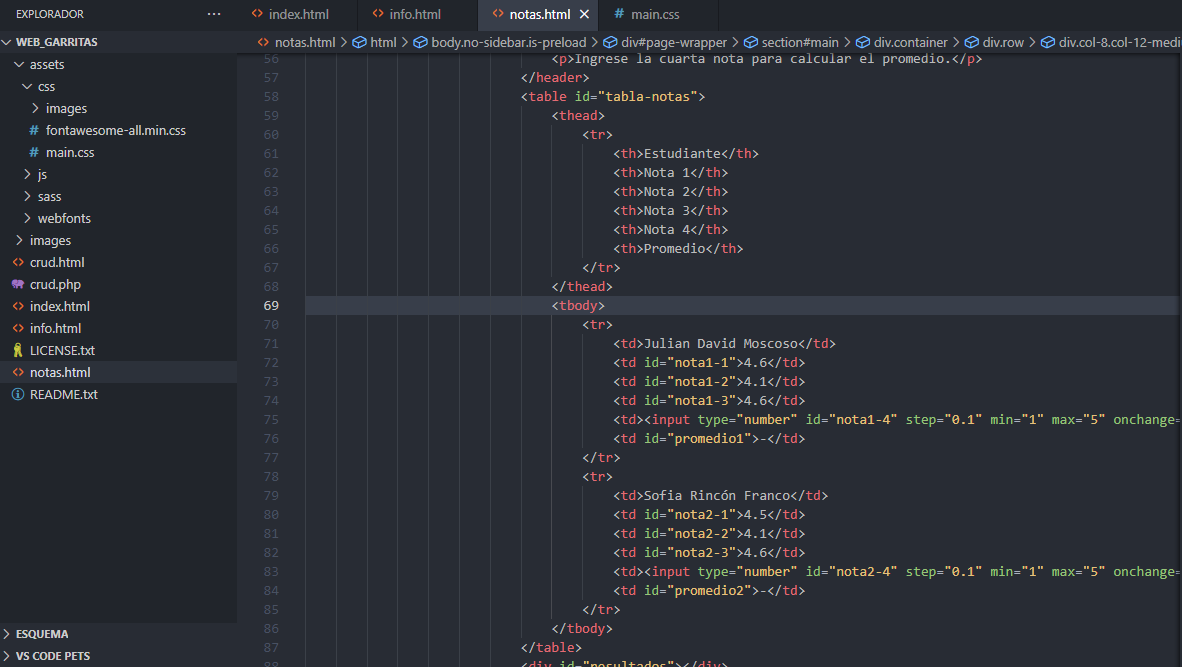 EXPLORADOR ...
index.html info.html notas.html main.css
WEB_GARRITAS
notas.html > html > body.no-sidebar.is-preload > div#page-wrapper > section#main > div.container > div.row > div.col-8.col-12-medi
assets
css
images
fontawesome-all.min.css
main.css
js
sass
webfonts
images
crud.html
crud.php
index.html
info.html
LICENSE.txt
notas.html
README.txt
ESQUEMA
VS CODE PETS
56 <p>Ingrese la cuarta nota para calcular el promedio.</p>
57 </header>
58 <table id="tabla-notas">
59 <thead>
60 <tr>
61 <th>Estudiante</th>
62 <th>Nota 1</th>
63 <th>Nota 2</th>
64 <th>Nota 3</th>
65 <th>Nota 4</th>
66 <th>Promedio</th>
67 </tr>
68 </thead>
69 <tbody>
70 <tr>
71 <td>Julian David Moscoso</td>
72 <td id="nota1-1">4.6</td>
73 <td id="nota1-2">4.1</td>
74 <td id="nota1-3">4.6</td>
75 <td><input type="number" id="nota1-4" step="0.1" min="1" max="5" onchange=
76 <td id="promedio1">-</td>
77 </tr>
78 <tr>
79 <td>Sofia Rincón Franco</td>
80 <td id="nota2-1">4.5</td>
81 <td id="nota2-2">4.1</td>
82 <td id="nota2-3">4.6</td>
83 <td><input type="number" id="nota2-4" step="0.1" min="1" max="5" onchange=
84 <td id="promedio2">-</td>
85 </tr>
86 </tbody>
87 </table>
88 <div id="resultados"></div>